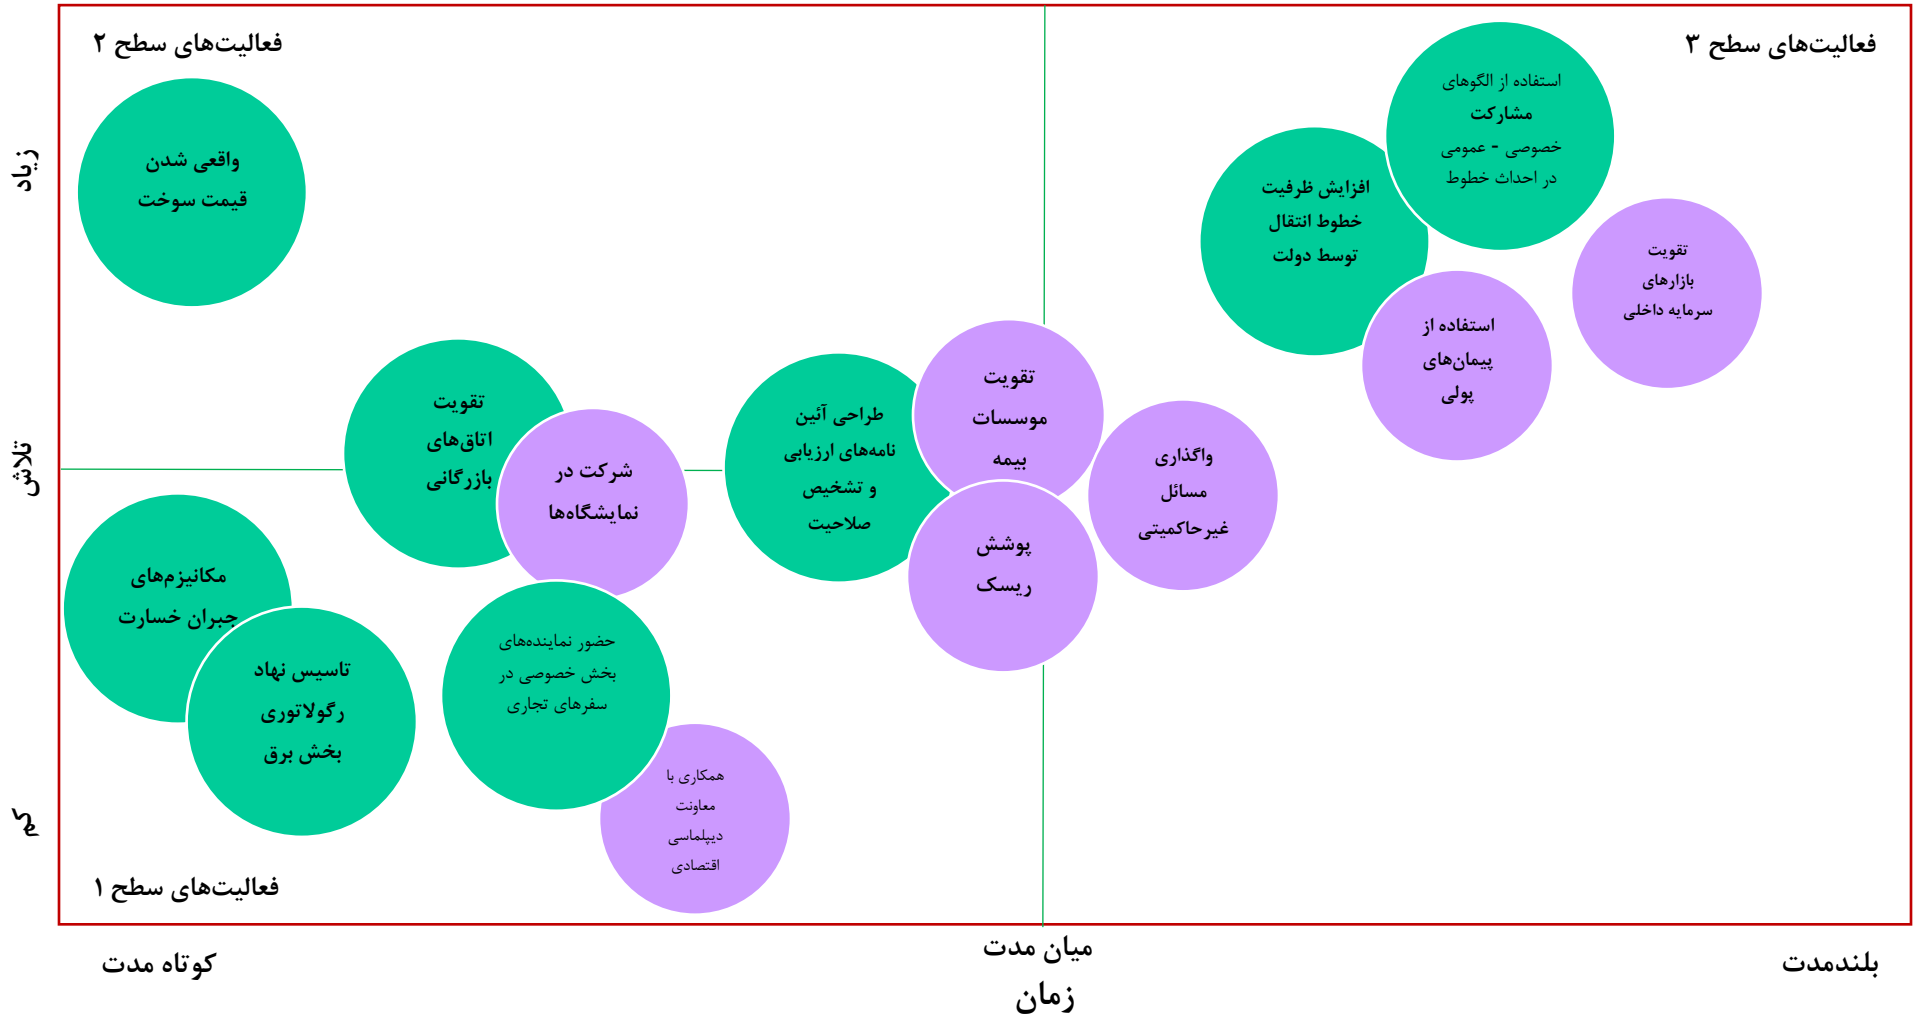 فعالیت‌های سطح ۳
فعالیت‌های سطح ۲
استفاده از الگوهای
مشارکت
خصوصی - عمومی
در احداث خطوط
افزایش ظرفیت
خطوط انتقال
توسط دولت
تقویت
بازارهای
سرمایه داخلی
استفاده از
پیمان‌های
پولی
واقعی شدن
قیمت سوخت
تقویت
موسسات
بیمه
واگذاری
مسائل
غیرحاکمیتی
پوشش
ریسک
طراحی آئین
نامه‌های ارزیابی
و تشخیص
صلاحیت
تقویت
اتاق‌های
بازرگانی
شرکت در
نمایشگاه‌ها
مکانیزم‌های
جبران خسارت
تاسیس نهاد
رگولاتوری
بخش برق
حضور نماینده‌های
بخش خصوصی در
سفرهای تجاری
همکاری با
معاونت
دیپلماسی
اقتصادی
فعالیت‌های سطح ۱
زیاد
تلاش
کم
بلندمدت
میان مدت
کوتاه مدت
زمان